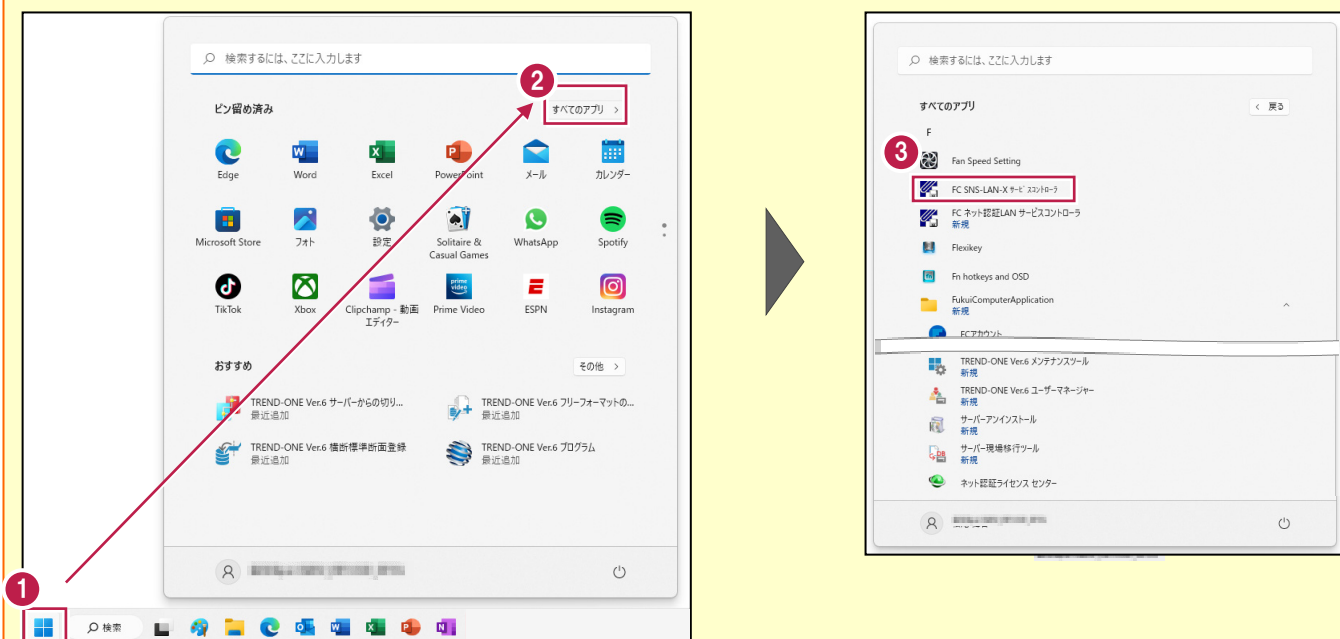 検索するには、ここに入力します
2
ピン留め済み
すべてのアプリ >
Edge
Word
Excel
PowerPoint
メール
カレンダー
Microsoft Store
フォト
設定
Solitaire &
Casual Games
WhatsApp
Spotify
TikTok
Xbox
Clipchamp - 動画
エディター
prime
video
Prime Video
ESPN
Instagram
おすすめ
その他 >
TREND-ONE Ver.6 サーバーからの切り...
最近追加
TREND-ONE Ver.6 フリーフォーマットの...
最近追加
TREND-ONE Ver.6 横断標準断面登録
最近追加
TREND-ONE Ver.6 プログラム
最近追加
1
検索
検索するには、ここに入力します
すべてのアプリ
< 戻る
F
3
Fan Speed Setting
FC SNS-LAN-X サービスコントローラ
FC ネット認証LAN サービスコントローラ
新規
Flexikey
Fn hotkeys and OSD
FukuiComputerApplication
新規
FCアカウント
TREND-ONE Ver.6 メンテナンスツール
新規
TREND-ONE Ver.6 ユーザーマネージャー
新規
サーバーアンインストール
新規
サーバー現場移行ツール
新規
ネット認証ライセンス センター